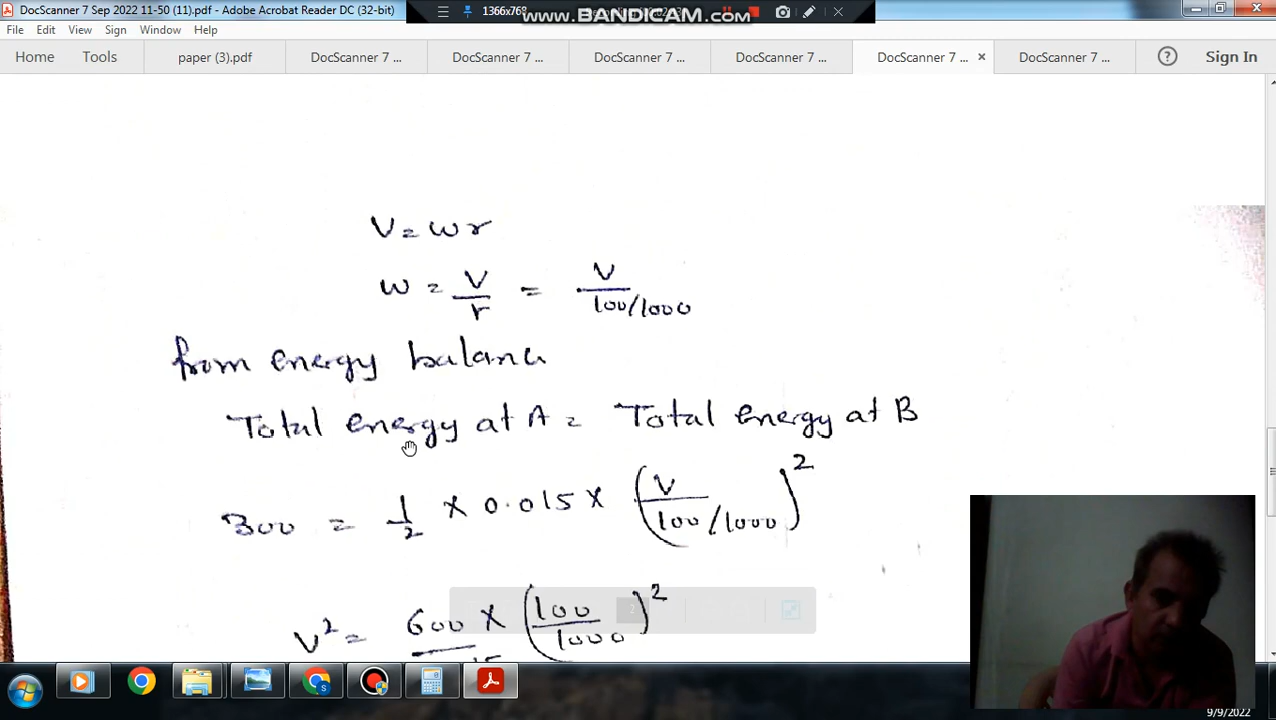 DocScanner 7 Sep 2022 11-50 (11).pdf - Adobe Acrobat Reader DC (32-bit)
1366x768
www.BANDICAM.com
File Edit View Sign Window Help
Home Tools paper (3).pdf DocScanner 7 ... DocScanner 7 ... DocScanner 7 ... DocScanner 7 ... DocScanner 7 ... × DocScanner 7 ... ? Sign In
V = ωr
ω = V/r = V/(100/1000)
from energy balance
Total energy at A = Total energy at B
300 = 1/2 × 0.015 × (V/(100/1000))²
V² = 600 × (100/1000)²
2
9/9/2022